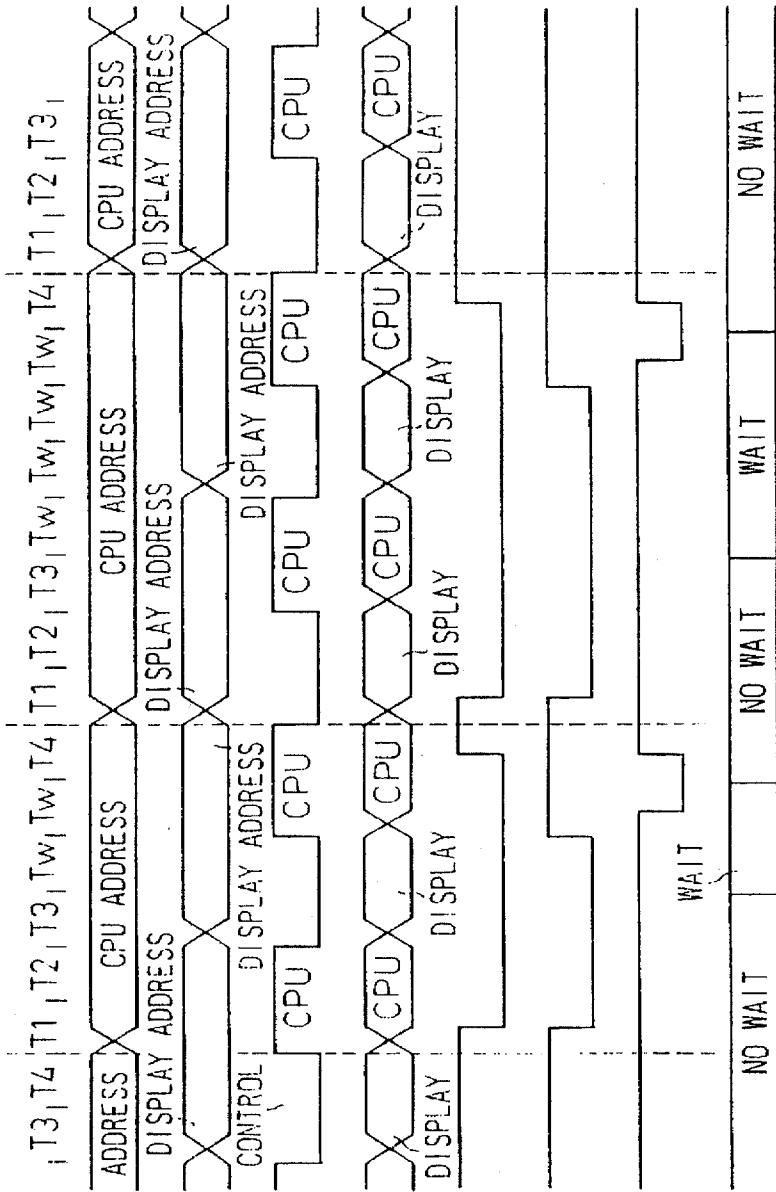 T3 T4 T1 T2 T3 Tw Tw T4 T1 T2 T3 Tw Tw Tw Tw T4 T1 T2 T3
ADDRESS CPU ADDRESS CPU ADDRESS CPU ADDRESS
DISPLAY ADDRESS DISPLAY ADDRESS DISPLAY ADDRESS
DISPLAY ADDRESS DISPLAY ADDRESS
CONTROL CPU CPU CPU CPU CPU
CPU CPU CPU CPU CPU
DISPLAY DISPLAY DISPLAY DISPLAY DISPLAY
WAIT
NO WAIT NO WAIT WAIT NO WAIT